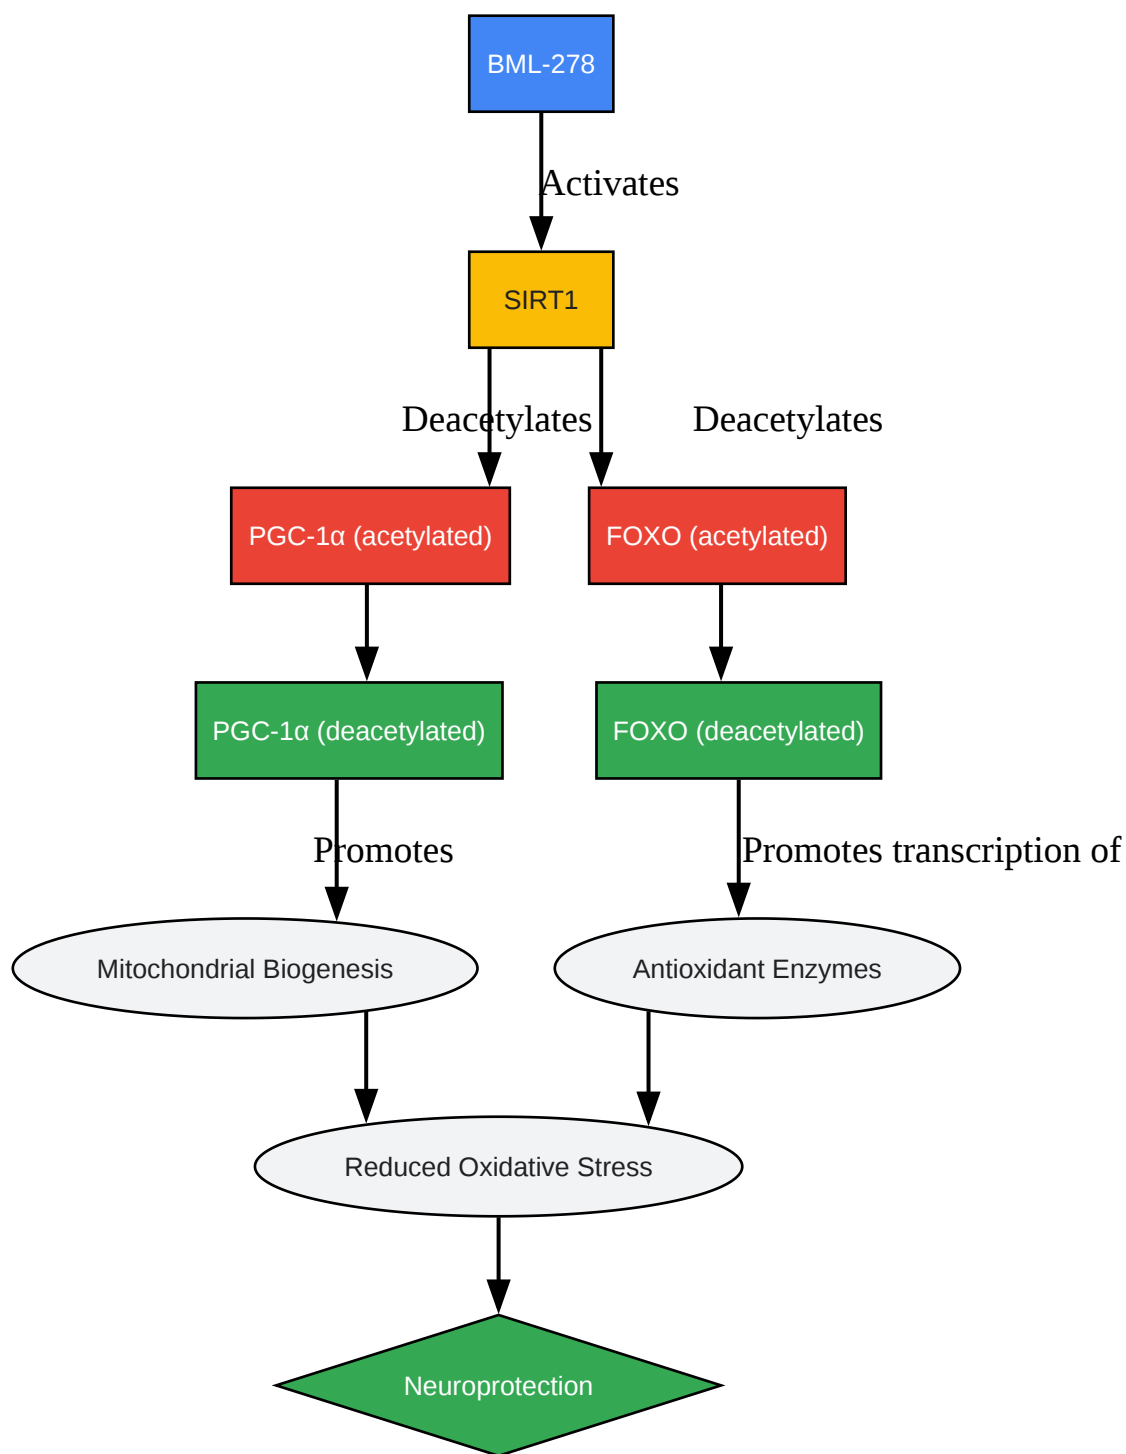 BML-278
Activates
SIRT1
Deacetylates
Deacetylates
PGC-1α (acetylated)
FOXO (acetylated)
PGC-1α (deacetylated)
FOXO (deacetylated)
Promotes
Promotes transcription of
Mitochondrial Biogenesis
Antioxidant Enzymes
Reduced Oxidative Stress
Neuroprotection